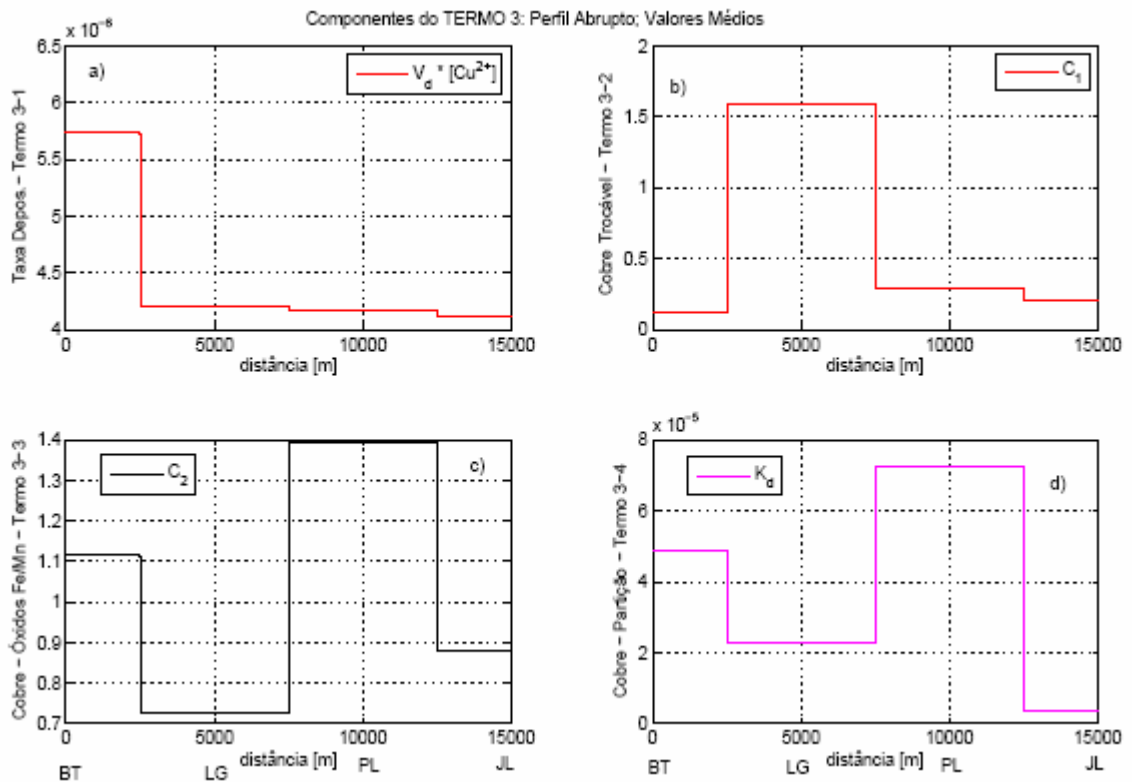 Componentes do TERMO 3: Perfil Abrupto; Valores Médios
x 10⁻⁶
6.5
6
5.5
5
4.5
4
0 5000 10000 15000
distância [m]
Taxa Depos. – Termo 3–1
a)
V_d * [Cu²⁺]
2
1.5
1
0.5
0
0 5000 10000 15000
distância [m]
Cobre Trocável – Termo 3–2
b)
C₁
1.4
1.3
1.2
1.1
1
0.9
0.8
0.7
0 5000 10000 15000
distância [m]
BT LG PL JL
Cobre – Óxidos Fe/Mn – Termo 3–3
c)
C₂
x 10⁻⁵
8
6
4
2
0
0 5000 10000 15000
distância [m]
BT LG PL JL
Cobre – Partição – Termo 3–4
d)
K_d